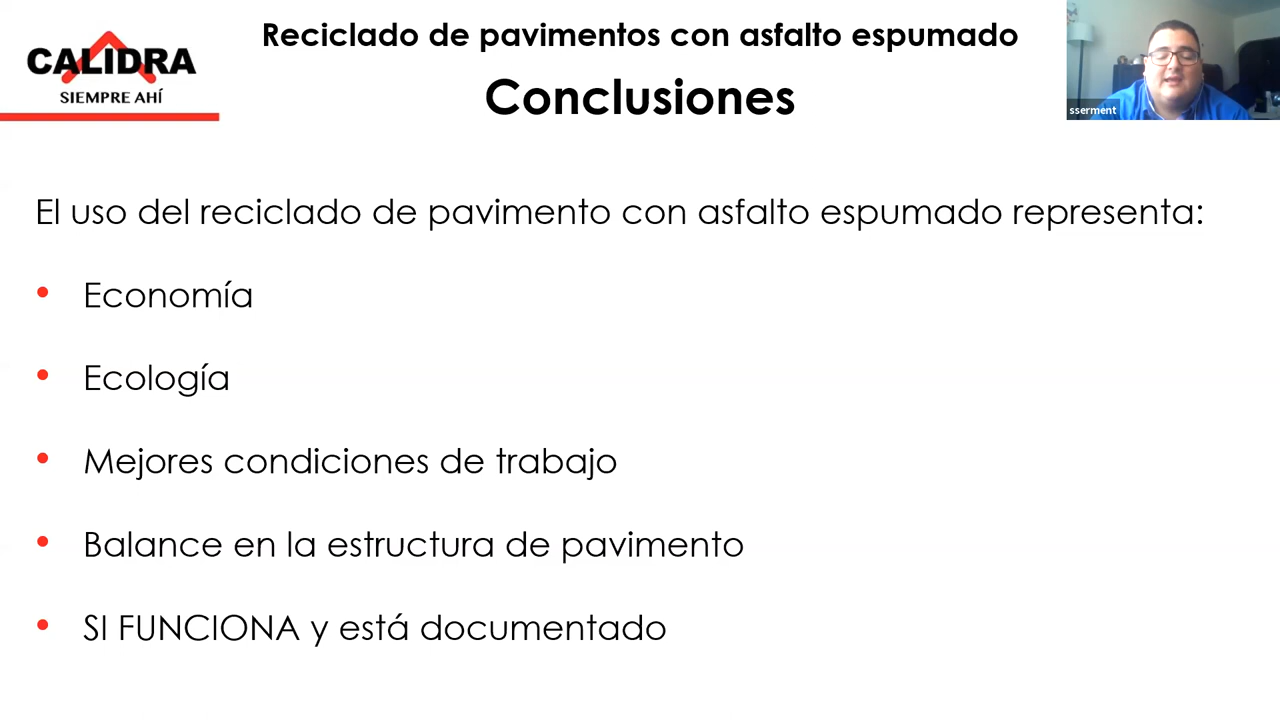 CALIDRA
SIEMPRE AHÍ
Reciclado de pavimentos con asfalto espumado
Conclusiones
sserment
El uso del reciclado de pavimento con asfalto espumado representa:
• Economía
• Ecología
• Mejores condiciones de trabajo
• Balance en la estructura de pavimento
• SI FUNCIONA y está documentado